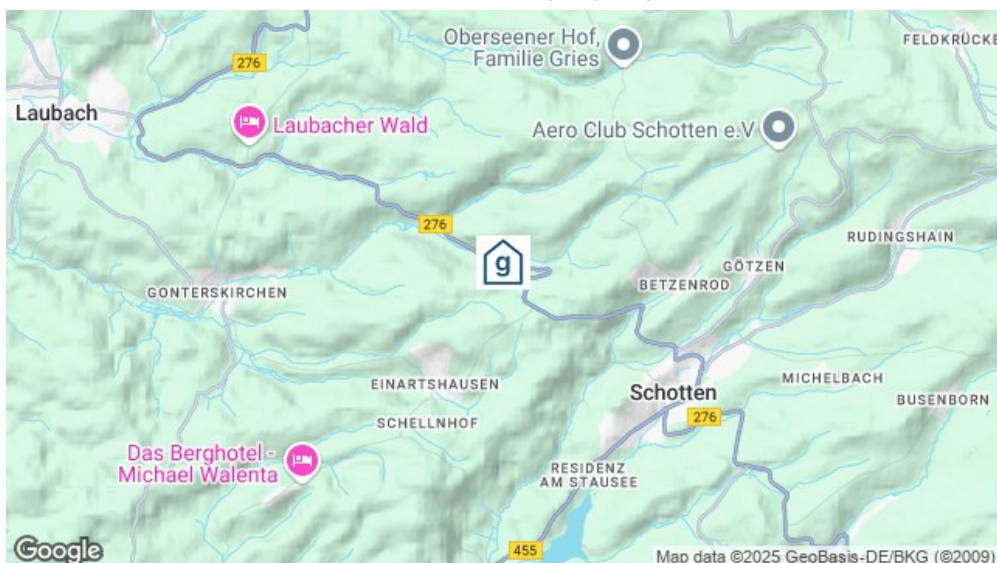 276
Oberseener Hof,
Familie Gries
FELDKRÜCKE
Laubach
Laubacher Wald
Aero Club Schotten e.V
276
g
RUDINGSHAIN
GÖTZEN
BETZENROD
GONTERSKIRCHEN
EINARTSHAUSEN
MICHELBACH
Schotten
BUSENBORN
SCHELLNHOF
276
Das Berghotel -
Michael Walenta
RESIDENZ
AM STAUSEE
455
Google
Map data ©2025 GeoBasis-DE/BKG (©2009)